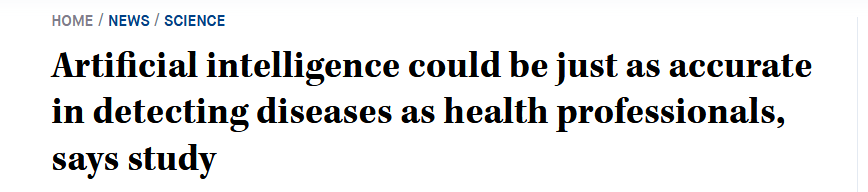 HOME / NEWS / SCIENCE
Artificial intelligence could be just as accurate
in detecting diseases as health professionals,
says study